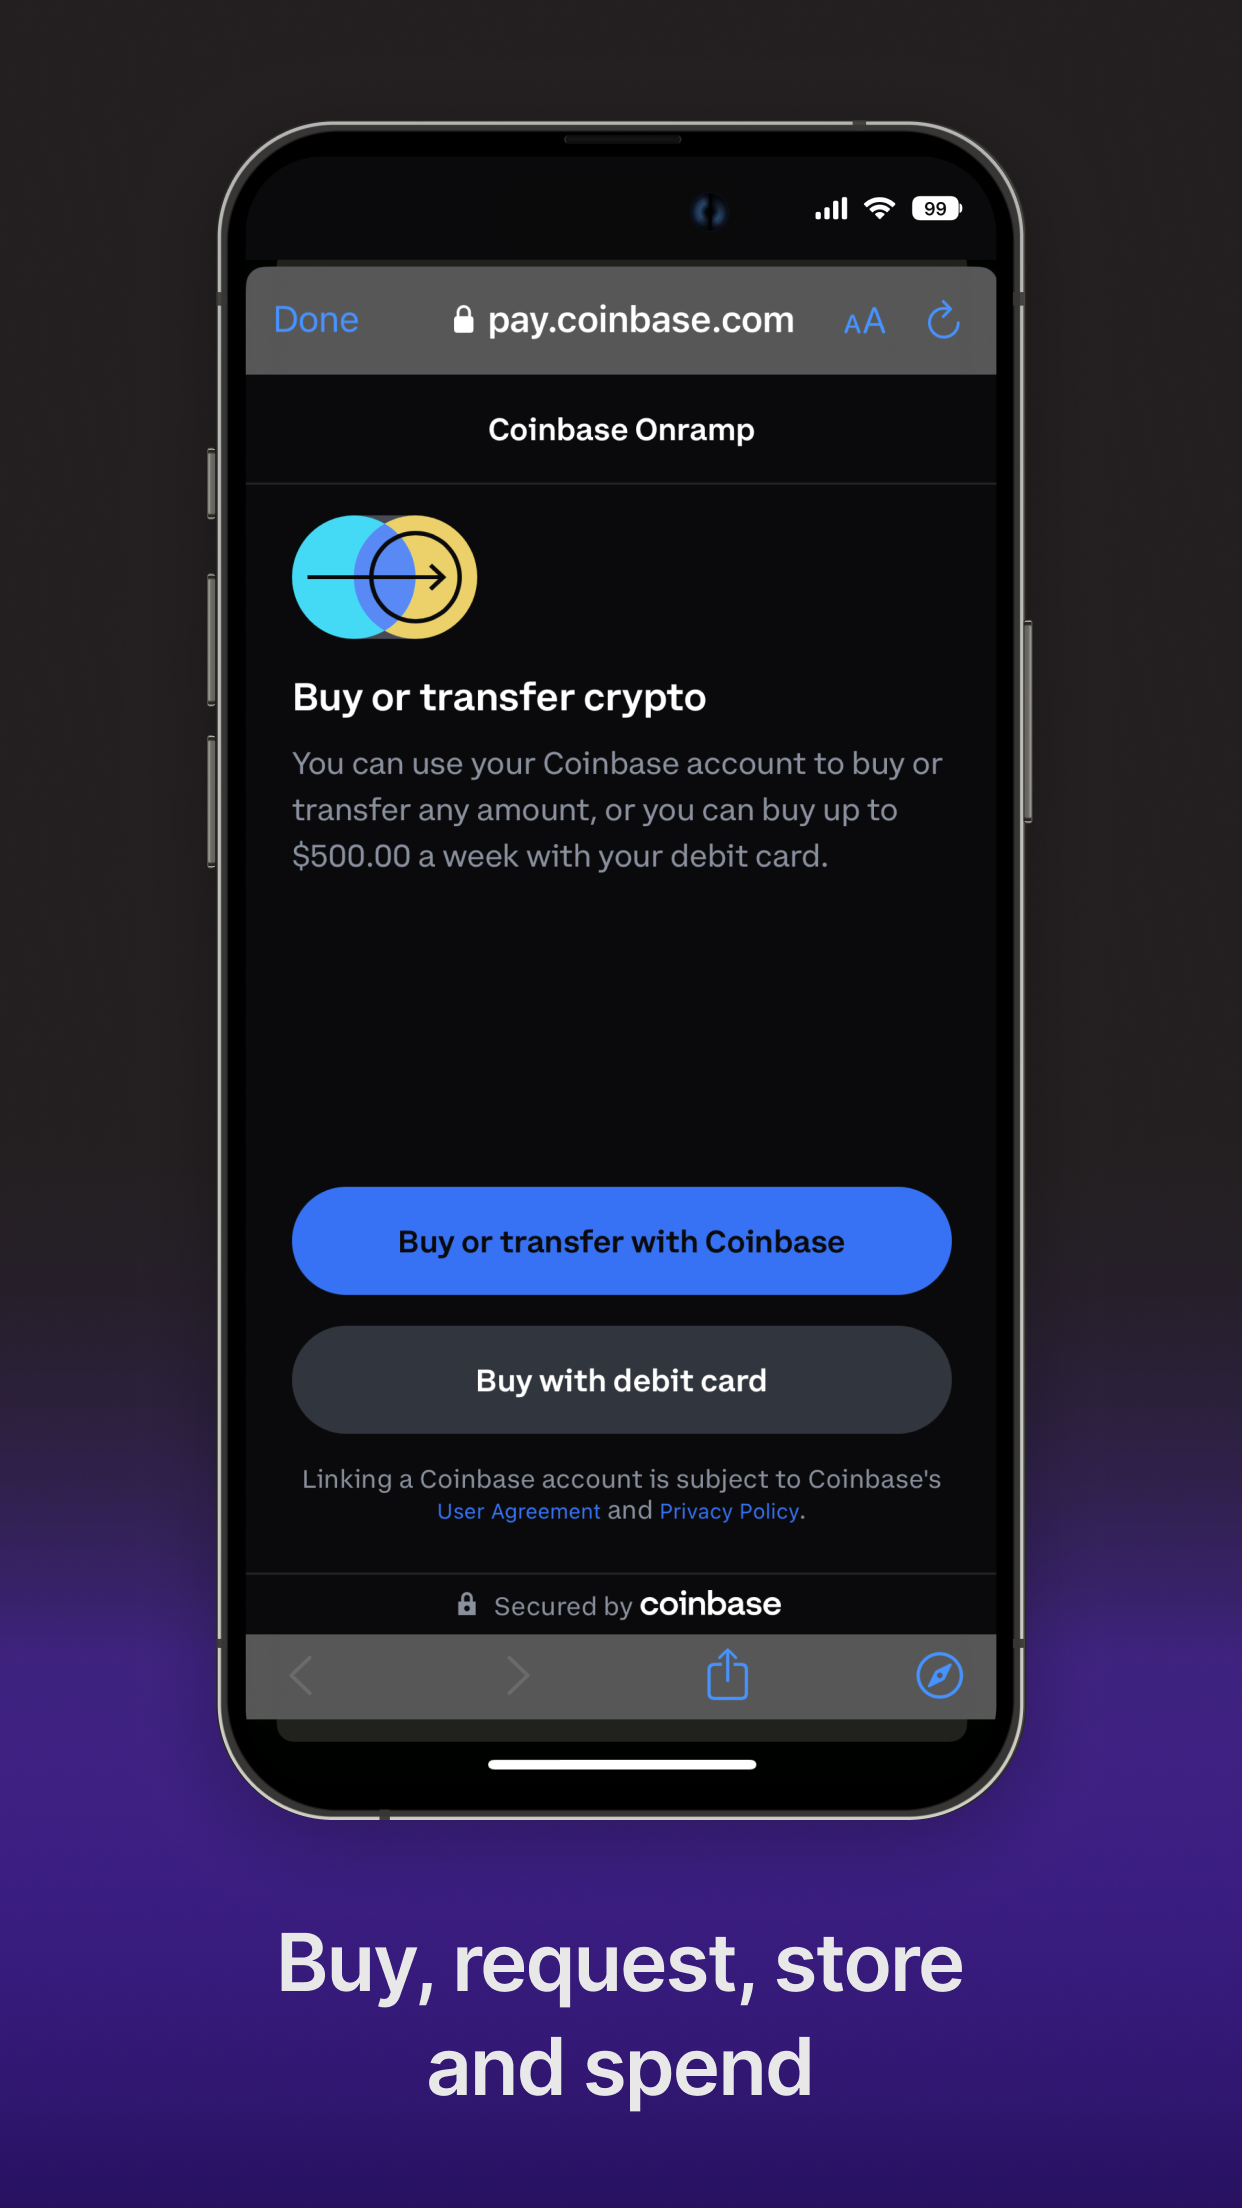 99
Done
pay.coinbase.com
AA
Coinbase Onramp
Buy or transfer crypto
You can use your Coinbase account to buy or
transfer any amount, or you can buy up to
$500.00 a week with your debit card.
Buy or transfer with Coinbase
Buy with debit card
Linking a Coinbase account is subject to Coinbase's
User Agreement and Privacy Policy.
Secured by coinbase
Buy, request, store
and spend